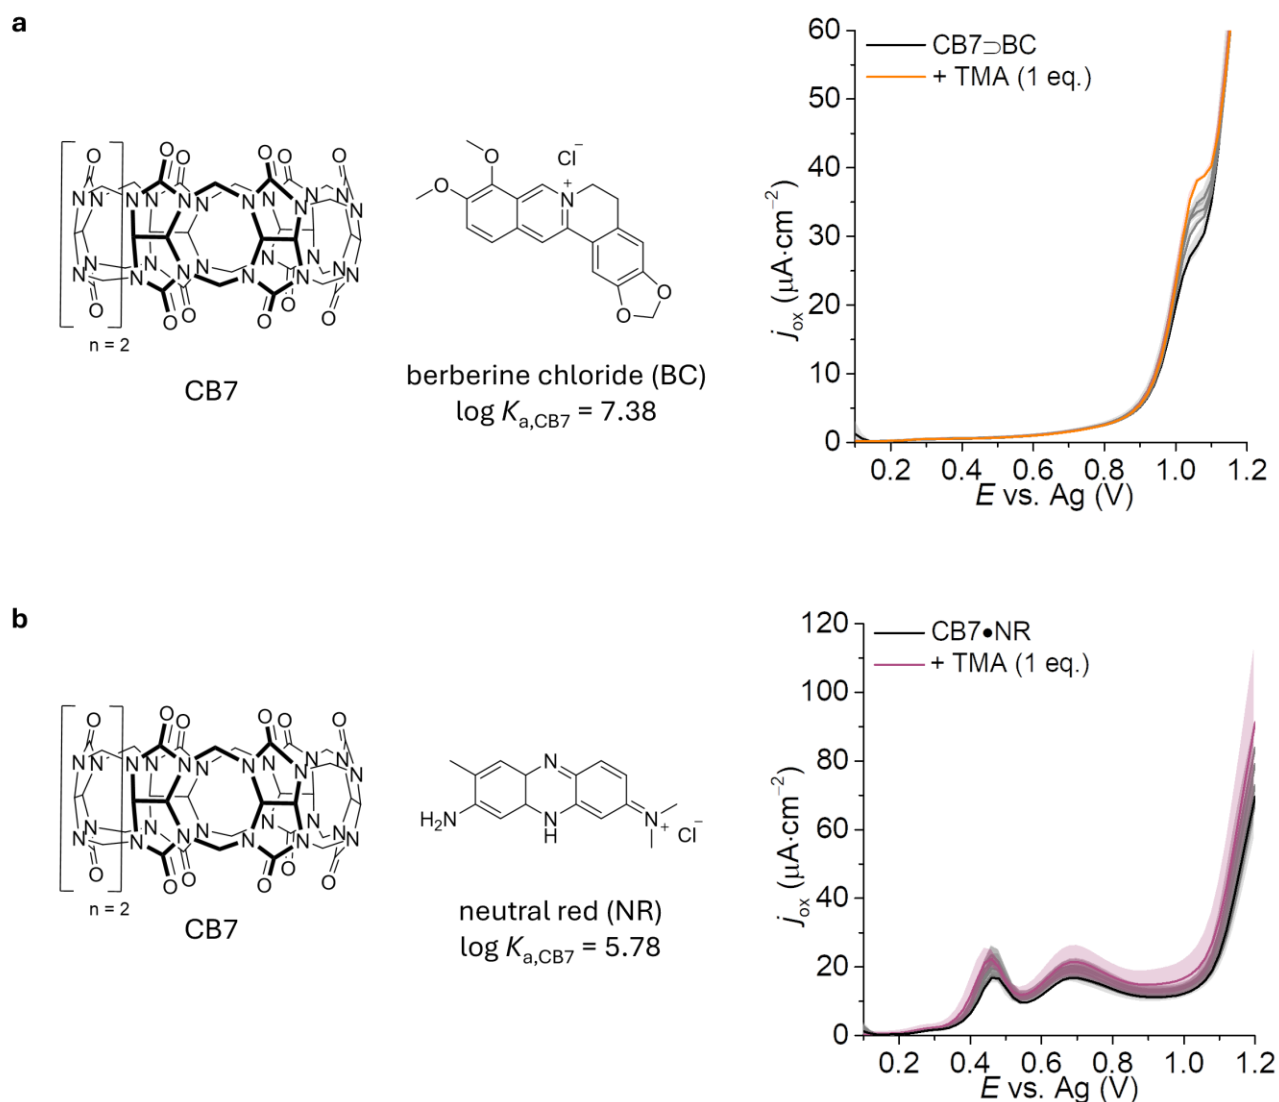 a
CB7⊃BC
+ TMA (1 eq.)
60
50
40
30
20
10
0
j_ox (µA·cm⁻²)
0.2 0.4 0.6 0.8 1.0 1.2
E vs. Ag (V)
O O O O O O
N N N N N N N N
N N N N N N N N
O O O O O O
n = 2
CB7
O
O
Cl⁻
N⁺
O
O
berberine chloride (BC)
log K_a,CB7 = 7.38
b
CB7●NR
+ TMA (1 eq.)
120
100
80
60
40
20
0
j_ox (µA·cm⁻²)
0.2 0.4 0.6 0.8 1.0 1.2
E vs. Ag (V)
O O O O O O
N N N N N N N N
N N N N N N N N
O O O O O O
n = 2
CB7
N
H₂N
NH
N⁺
Cl⁻
neutral red (NR)
log K_a,CB7 = 5.78